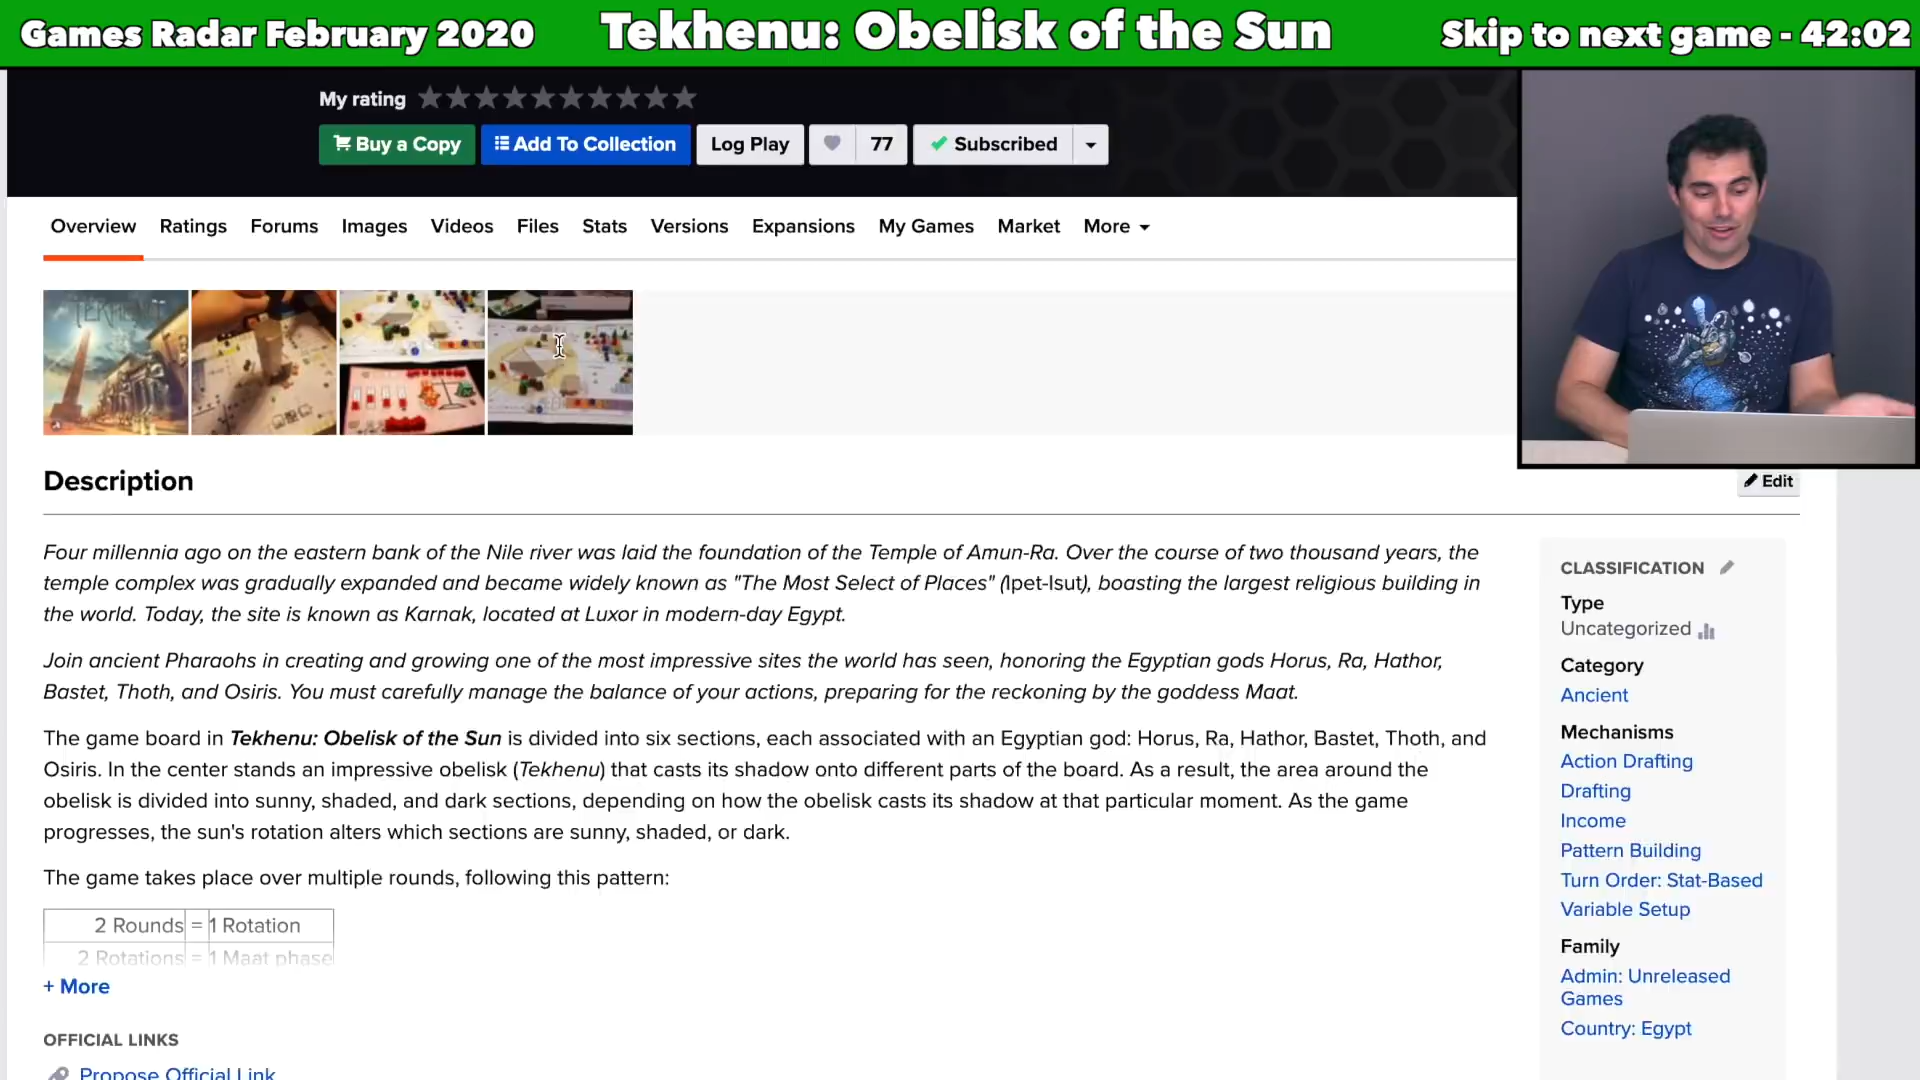 Games Radar February 2020
Tekhenu: Obelisk of the Sun
Skip to next game - 42:02
My rating
Buy a Copy
Add To Collection
Log Play
77
Subscribed
Overview
Ratings
Forums
Images
Videos
Files
Stats
Versions
Expansions
My Games
Market
More
TEKHENU
Description
Edit
Four millennia ago on the eastern bank of the Nile river was laid the foundation of the Temple of Amun-Ra. Over the course of two thousand years, the
temple complex was gradually expanded and became widely known as "The Most Select of Places" (Ipet-Isut), boasting the largest religious building in
the world. Today, the site is known as Karnak, located at Luxor in modern-day Egypt.
Join ancient Pharaohs in creating and growing one of the most impressive sites the world has seen, honoring the Egyptian gods Horus, Ra, Hathor,
Bastet, Thoth, and Osiris. You must carefully manage the balance of your actions, preparing for the reckoning by the goddess Maat.
The game board in Tekhenu: Obelisk of the Sun is divided into six sections, each associated with an Egyptian god: Horus, Ra, Hathor, Bastet, Thoth, and
Osiris. In the center stands an impressive obelisk (Tekhenu) that casts its shadow onto different parts of the board. As a result, the area around the
obelisk is divided into sunny, shaded, and dark sections, depending on how the obelisk casts its shadow at that particular moment. As the game
progresses, the sun's rotation alters which sections are sunny, shaded, or dark.
The game takes place over multiple rounds, following this pattern:
2 Rounds = 1 Rotation
2 Rotations = 1 Maat phase
+ More
OFFICIAL LINKS
Propose Official Link
CLASSIFICATION
Type
Uncategorized
Category
Ancient
Mechanisms
Action Drafting
Drafting
Income
Pattern Building
Turn Order: Stat-Based
Variable Setup
Family
Admin: Unreleased
Games
Country: Egypt